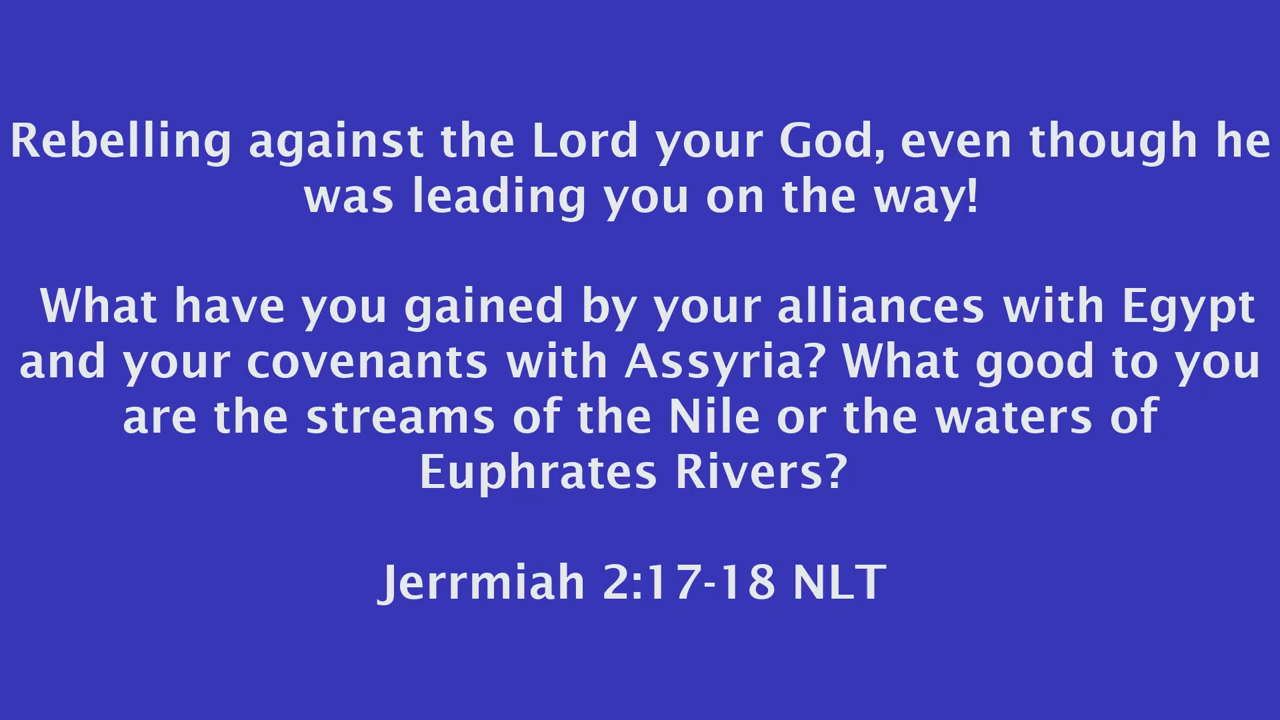 Rebelling against the Lord your God, even though he
was leading you on the way!
What have you gained by your alliances with Egypt
and your covenants with Assyria? What good to you
are the streams of the Nile or the waters of
Euphrates Rivers?
Jerrmiah 2:17-18 NLT